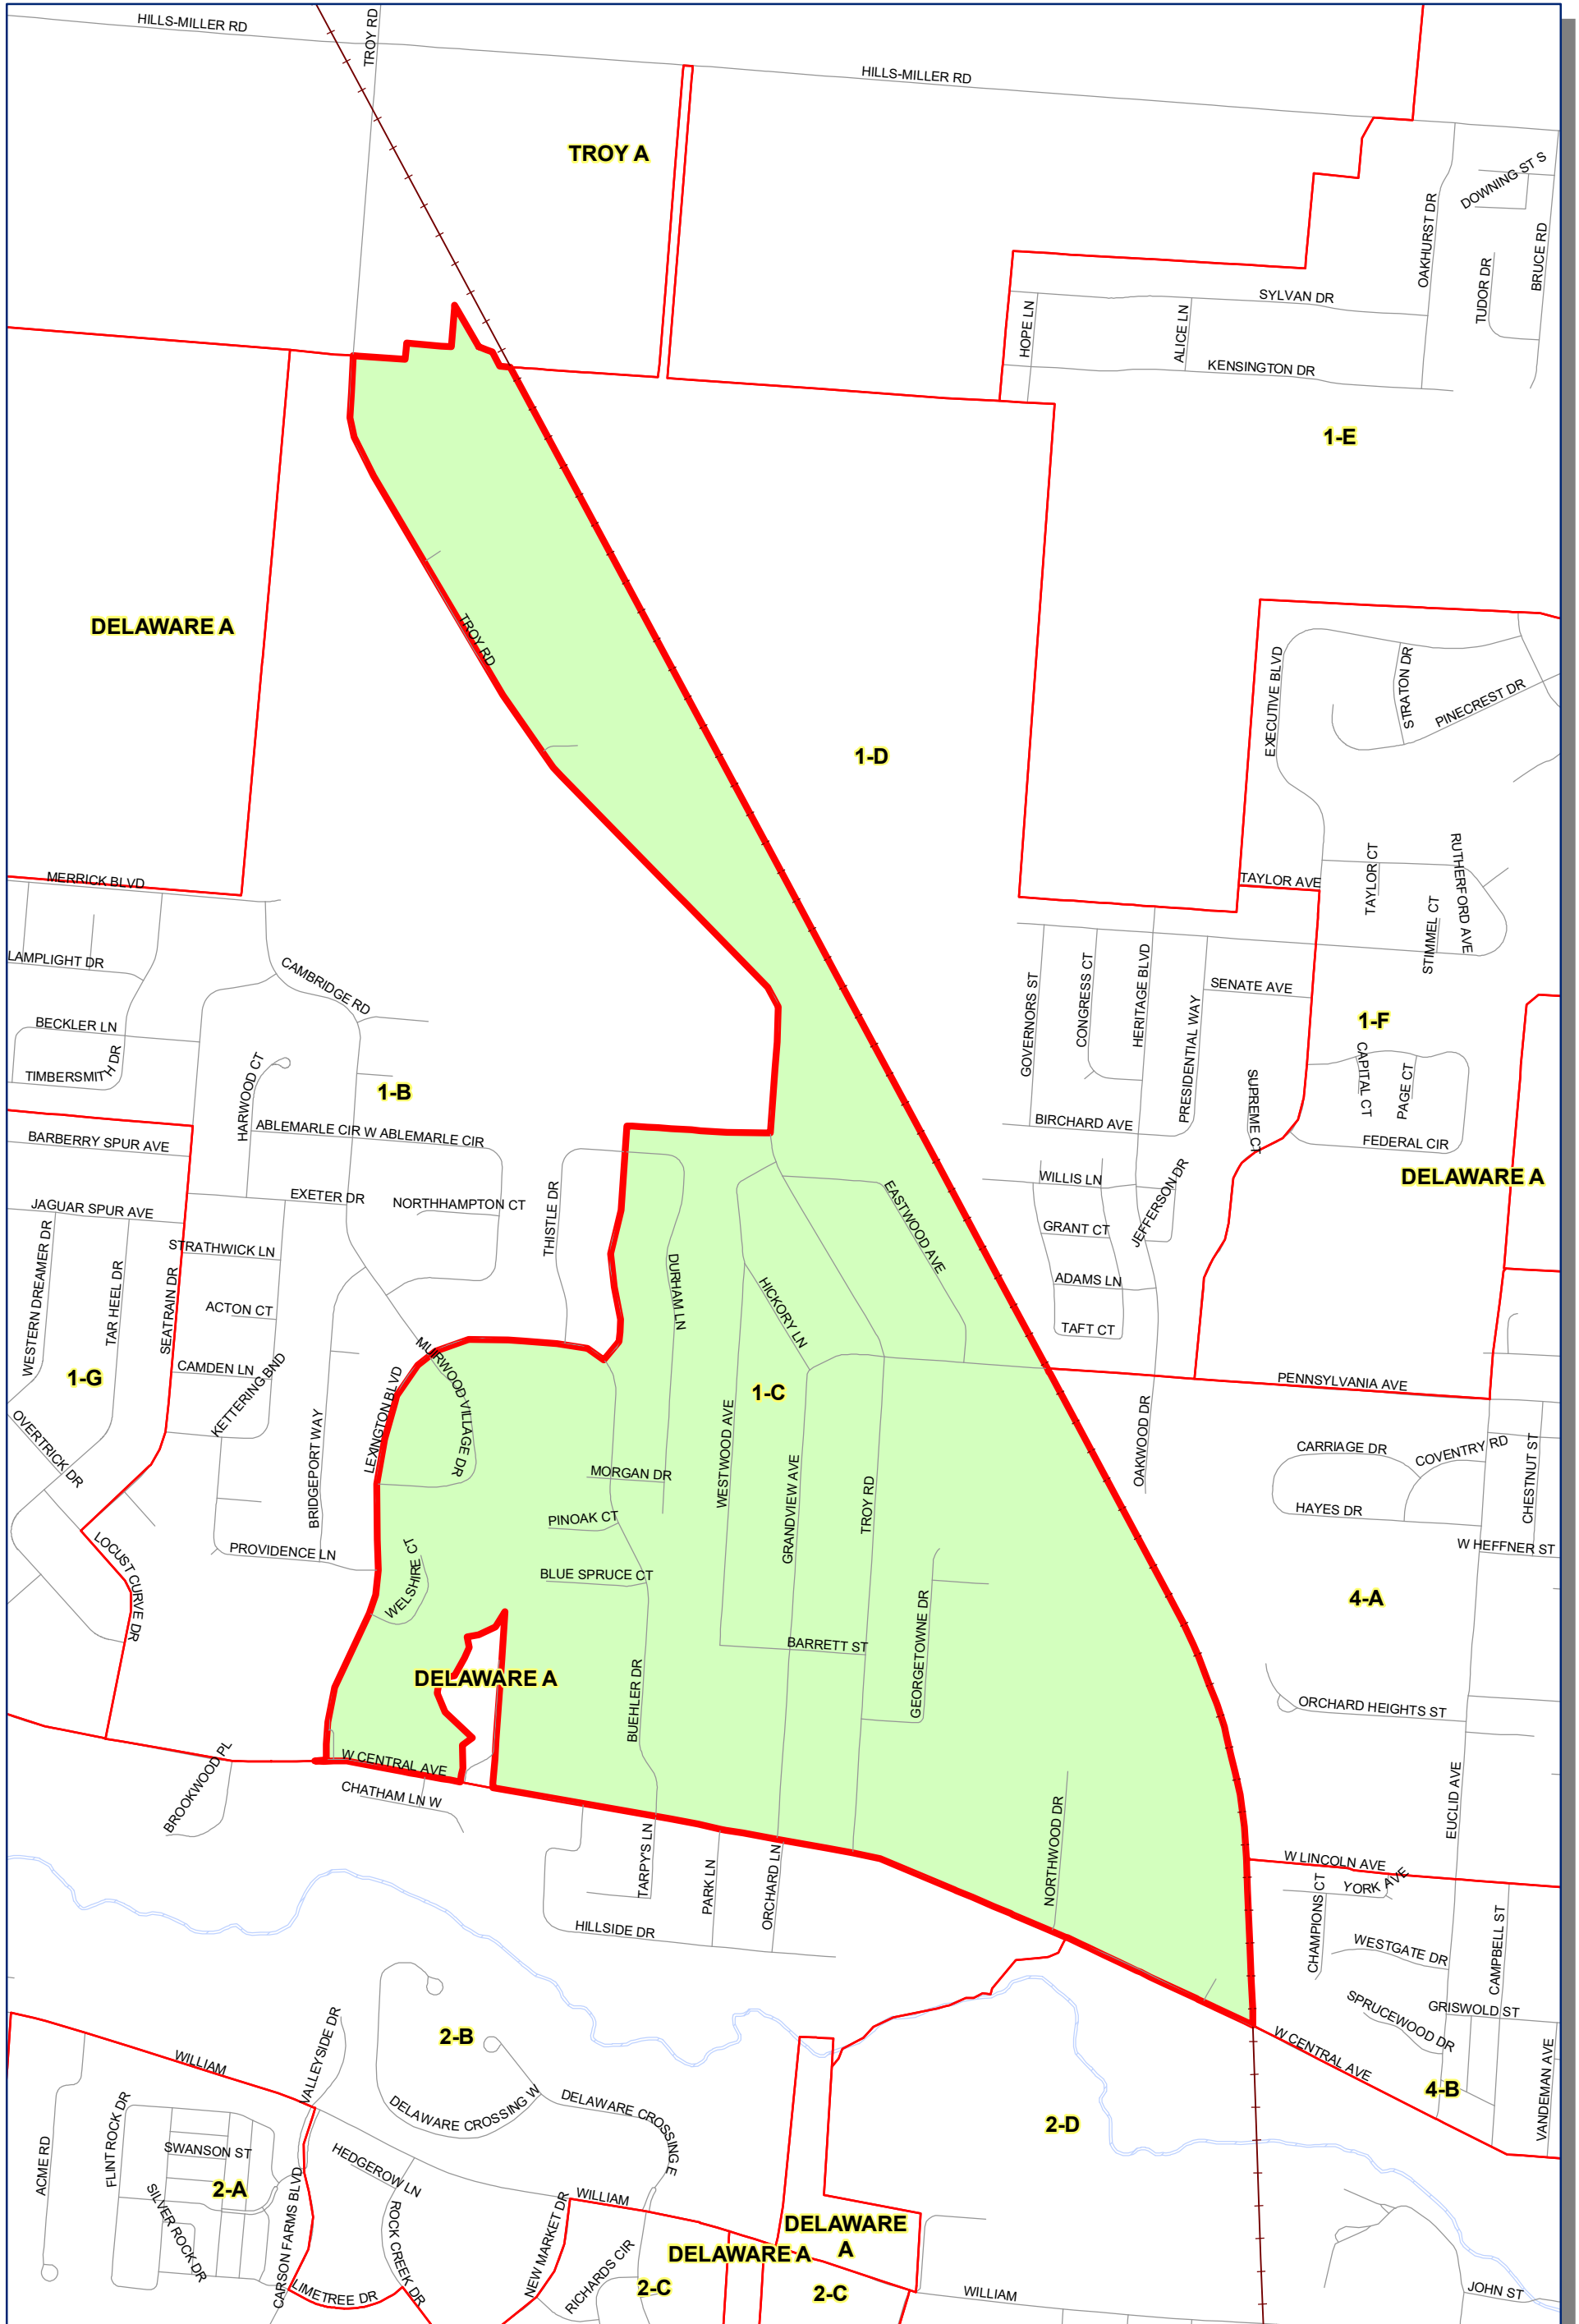 HILLS-MILLER RD
TROY RD
HILLS-MILLER RD
TROY A
DOWNING ST S
OAKHURST DR
BRUCE RD
TUDOR DR
SYLVAN DR
HOPE LN
ALICE LN
KENSINGTON DR
1-E
DELAWARE A
TROY RD
EXECUTIVE BLVD
STRATON DR
PINECREST DR
1-D
MERRICK BLVD
TAYLOR AVE
TAYLOR CT
RUTHERFORD AVE
STIMMEL CT
LAMPLIGHT DR
CAMBRIDGE RD
GOVERNORS ST
CONGRESS CT
HERITAGE BLVD
SENATE AVE
PRESIDENTIAL WAY
1-F
BECKLER LN
TIMBERSMITH DR
HARWOOD CT
1-B
SUPREME CT
CAPITAL CT
PAGE CT
BIRCHARD AVE
FEDERAL CIR
ABLEMARLE CIR W ABLEMARLE CIR
BARBERRY SPUR AVE
DELAWARE A
WILLIS LN
JEFFERSON DR
EXETER DR
NORTHHAMPTON CT
THISTLE DR
EASTWOOD AVE
JAGUAR SPUR AVE
GRANT CT
STRATHWICK LN
WESTERN DREAMER DR
TAR HEEL DR
SEATRAIN DR
DURHAM LN
HICKORY LN
ADAMS LN
ACTON CT
TAFT CT
MUIRWOOD VILLAGE DR
CAMDEN LN
KETTERING BND
1-G
LEXINGTON BLVD
1-C
PENNSYLVANIA AVE
OVERTRICK DR
BRIDGEPORT WAY
WESTWOOD AVE
OAKWOOD DR
CARRIAGE DR
COVENTRY RD
CHESTNUT ST
MORGAN DR
GRANDVIEW AVE
TROY RD
HAYES DR
PINOAK CT
W HEFFNER ST
LOCUST CURVE DR
PROVIDENCE LN
WELSHIRE CT
BLUE SPRUCE CT
4-A
GEORGETOWNE DR
BARRETT ST
DELAWARE A
BUEHLER DR
ORCHARD HEIGHTS ST
W CENTRAL AVE
BROOKWOOD PL
CHATHAM LN W
EUCLID AVE
NORTHWOOD DR
TARPY'S LN
PARK LN
ORCHARD LN
W LINCOLN AVE
YORK AVE
CHAMPIONS CT
HILLSIDE DR
WESTGATE DR
CAMPBELL ST
SPRUCEWOOD DR
GRISWOLD ST
VALLEYSIDE DR
2-B
W CENTRAL AVE
VANDEMAN AVE
WILLIAM
4-B
DELAWARE CROSSING W
DELAWARE CROSSING E
2-D
ACME RD
FLINT ROCK DR
SWANSON ST
HEDGEROW LN
2-A
SILVER ROCK DR
CARSON FARMS BLVD
ROCK CREEK DR
WILLIAM
NEW MARKET DR
DELAWARE
A
DELAWARE A
RICHARDS CIR
2-C
2-C
LIMETREE DR
WILLIAM
JOHN ST